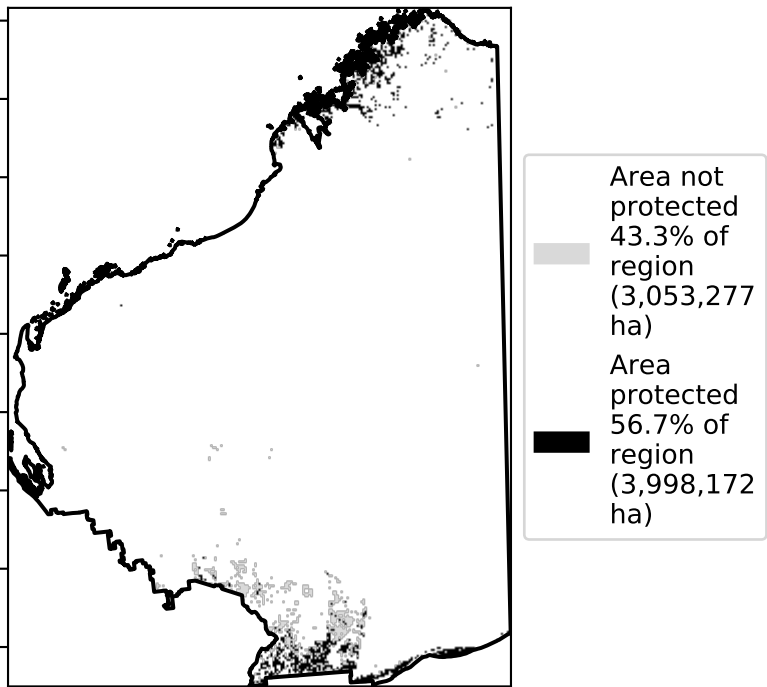 Area not
protected
43.3% of
region
(3,053,277
ha)
Area
protected
56.7% of
region
(3,998,172
ha)